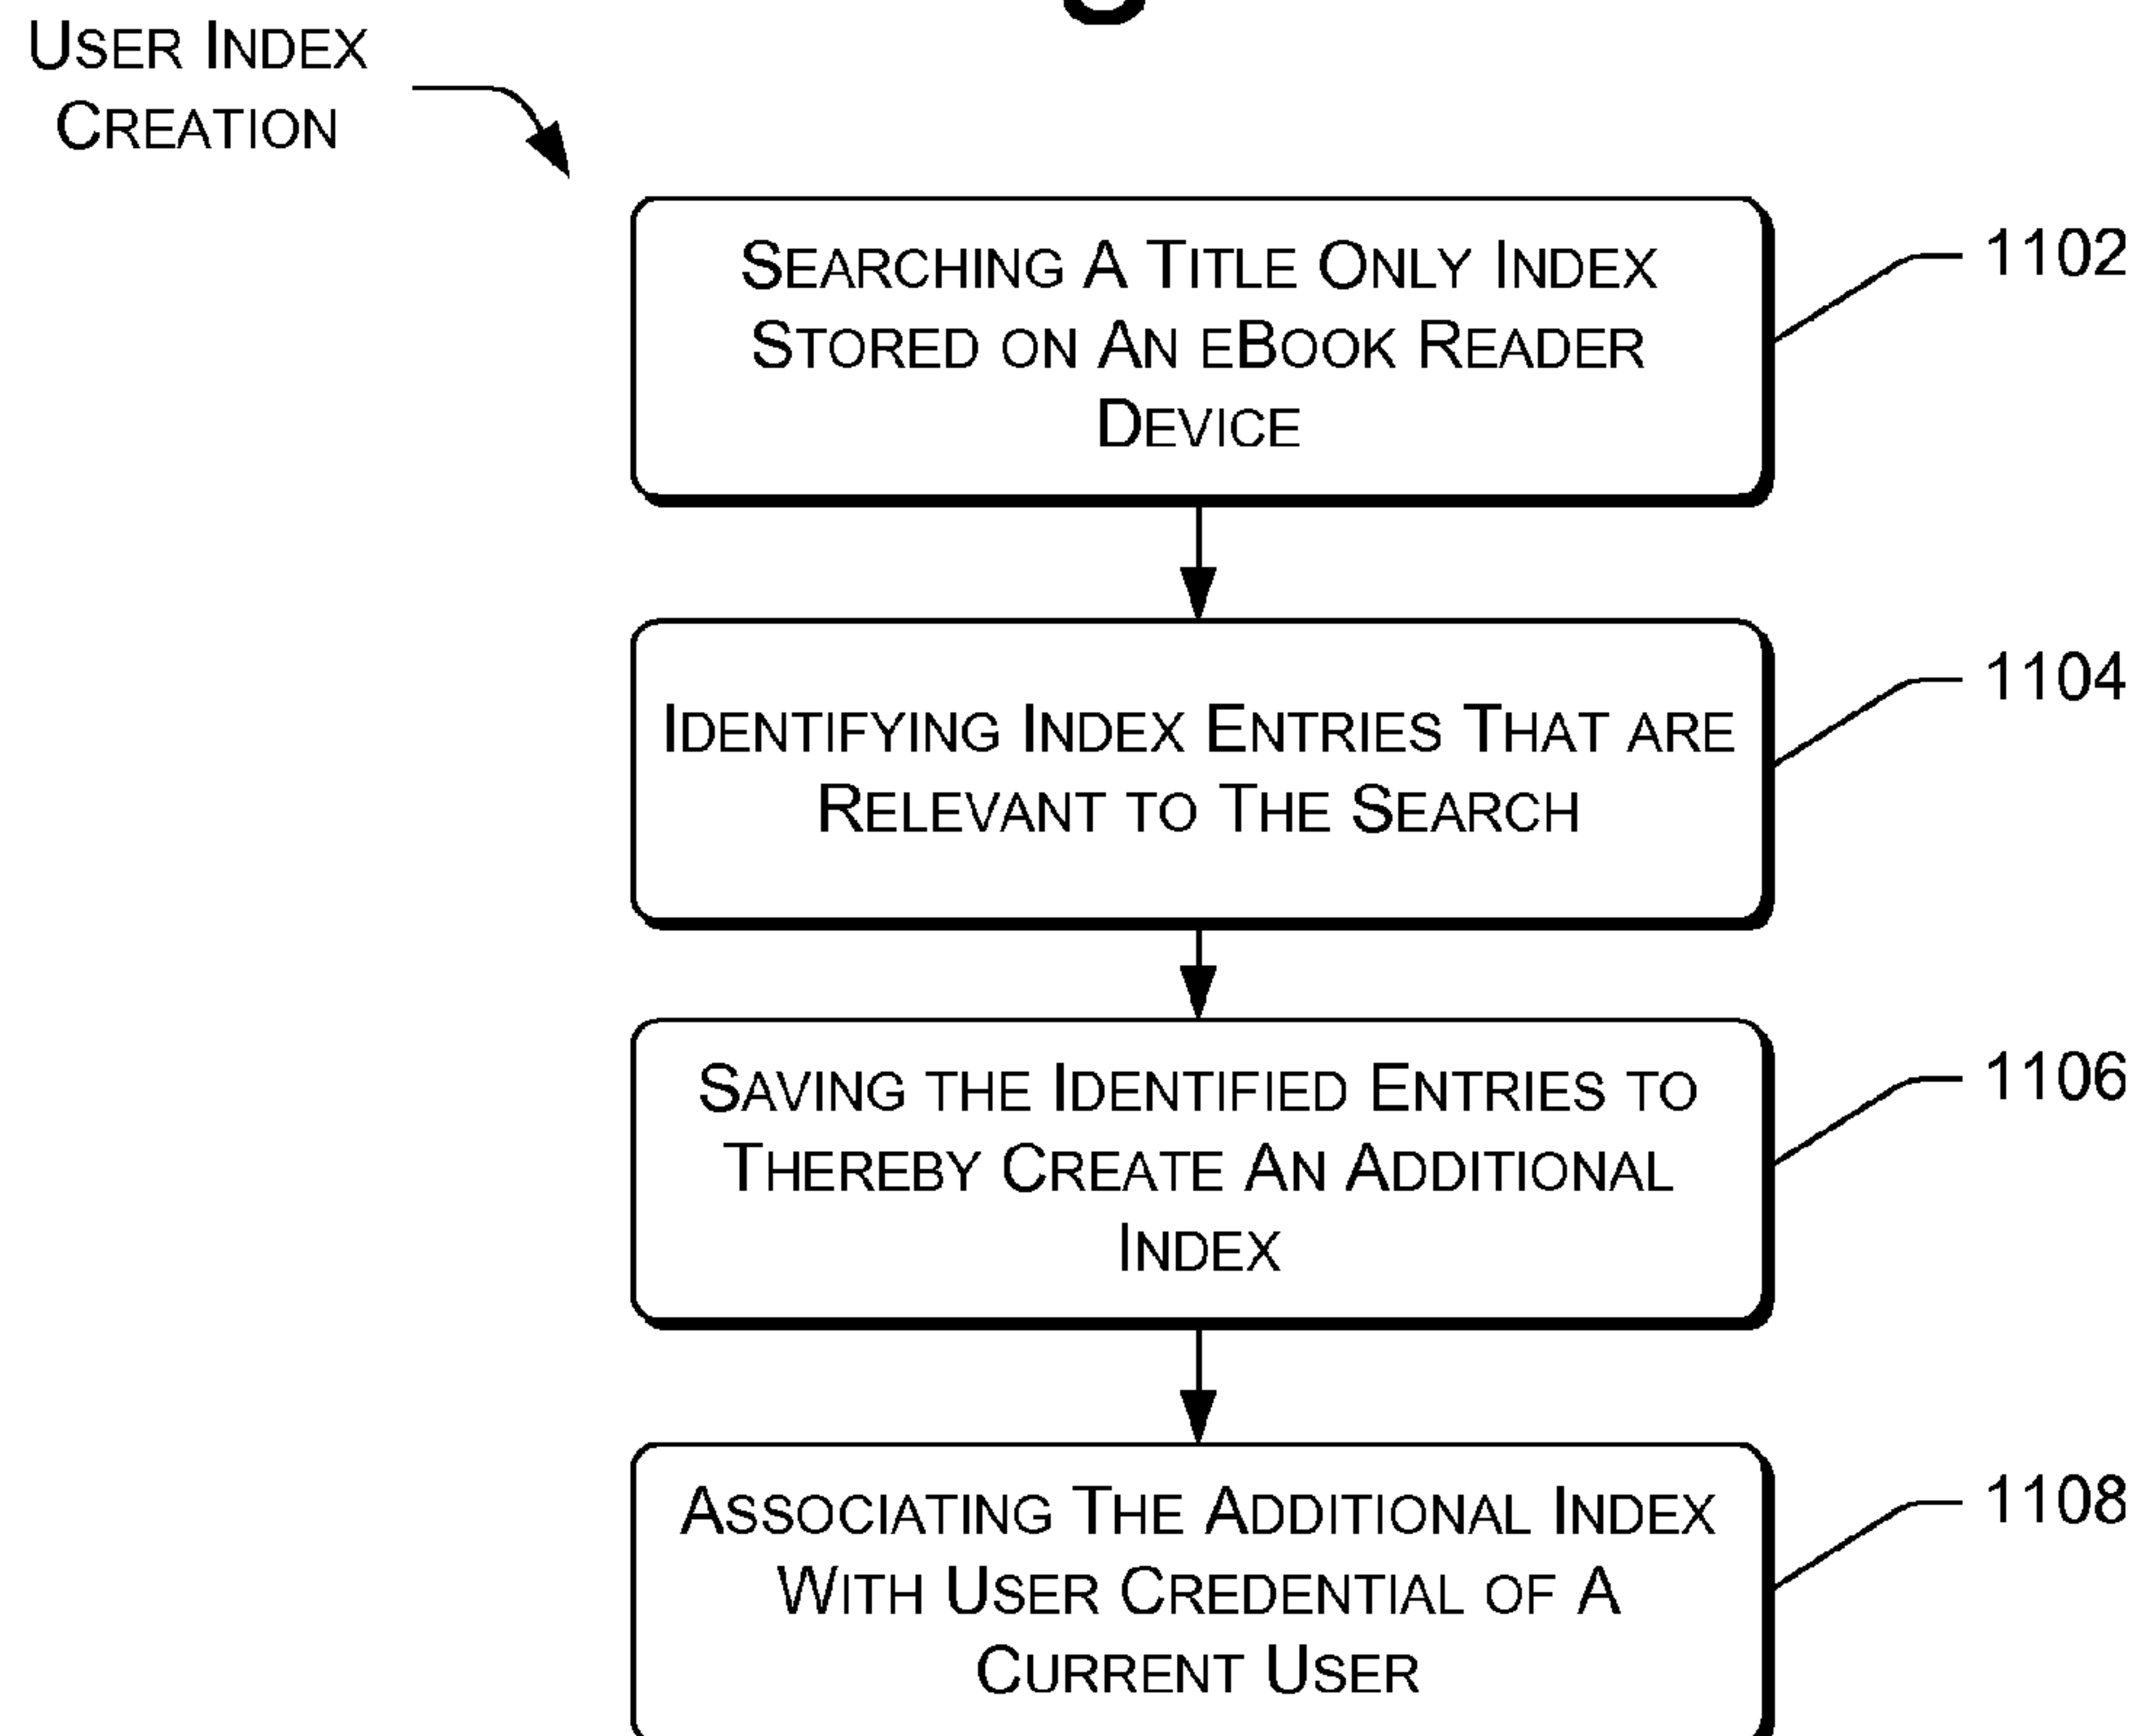 USER INDEX
CREATION
SEARCHING A TITLE ONLY INDEX
STORED ON AN EBOOK READER
DEVICE
1102
IDENTIFYING INDEX ENTRIES THAT ARE
RELEVANT TO THE SEARCH
1104
SAVING THE IDENTIFIED ENTRIES TO
THEREBY CREATE AN ADDITIONAL
INDEX
1106
ASSOCIATING THE ADDITIONAL INDEX
WITH USER CREDENTIAL OF A
CURRENT USER
1108